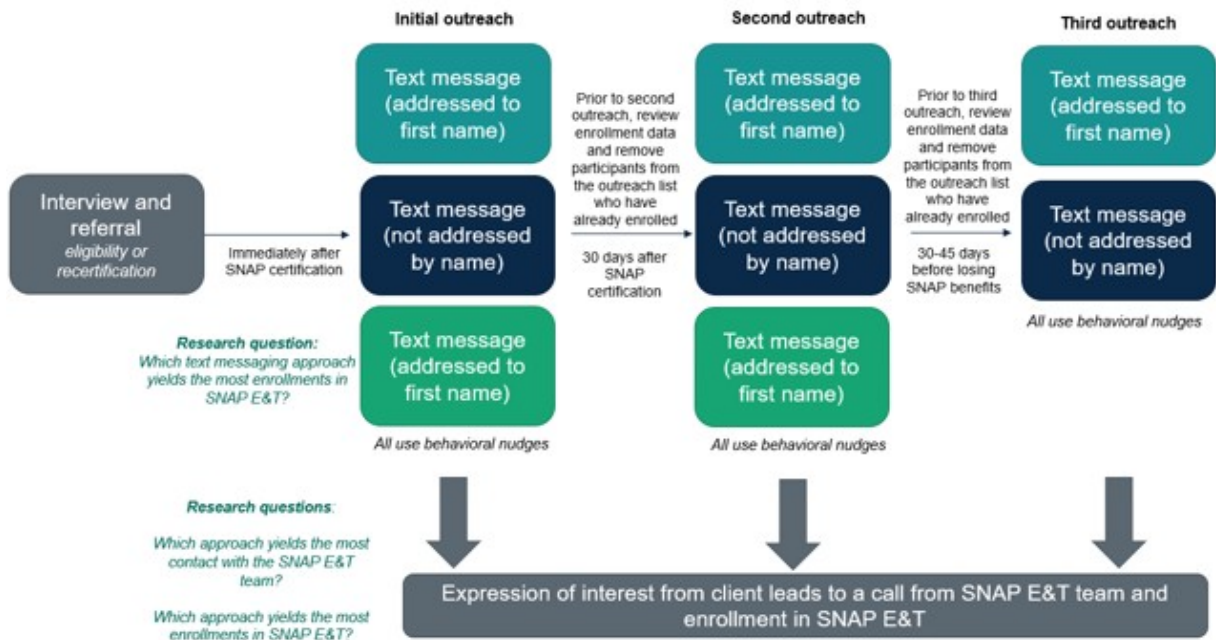 Initial outreach
Second outreach
Third outreach
Text message
(addressed to
first name)
Text message
(addressed to
first name)
Text message
(addressed to
first name)
Prior to second
outreach, review
enrollment data
and remove
participants from
the outreach list
who have
already enrolled
Prior to third
outreach, review
enrollment data
and remove
participants from
the outreach list
who have
already enrolled
Interview and
referral
eligibility or
recertification
Immediately after
SNAP certification
Text message
(not addressed
by name)
30 days after
SNAP
certification
Text message
(not addressed
by name)
30-45 days
before losing
SNAP benefits
Text message
(not addressed
by name)
All use behavioral nudges
Research question:
Which text messaging approach
yields the most enrollments in
SNAP E&T?
Text message
(addressed to
first name)
Text message
(addressed to
first name)
All use behavioral nudges
All use behavioral nudges
Research questions:
Which approach yields the most
contact with the SNAP E&T
team?
Which approach yields the most
enrollments in SNAP E&T?
Expression of interest from client leads to a call from SNAP E&T team and
enrollment in SNAP E&T